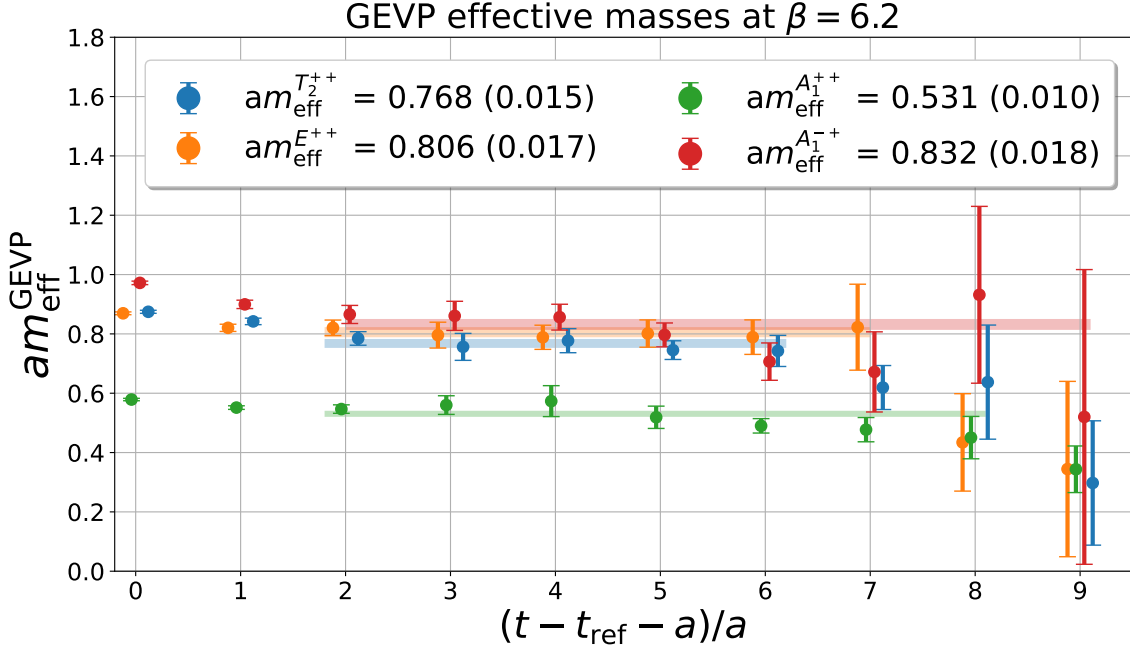 GEVP effective masses at β = 6.2
am_eff^{T_2^{++}} = 0.768 (0.015)
am_eff^{E^{++}} = 0.806 (0.017)
am_eff^{A_1^{++}} = 0.531 (0.010)
am_eff^{A_1^{-+}} = 0.832 (0.018)
am_eff^{GEVP}
1.8
1.6
1.4
1.2
1.0
0.8
0.6
0.4
0.2
0.0
0 1 2 3 4 5 6 7 8 9
(t − t_ref − a)/a